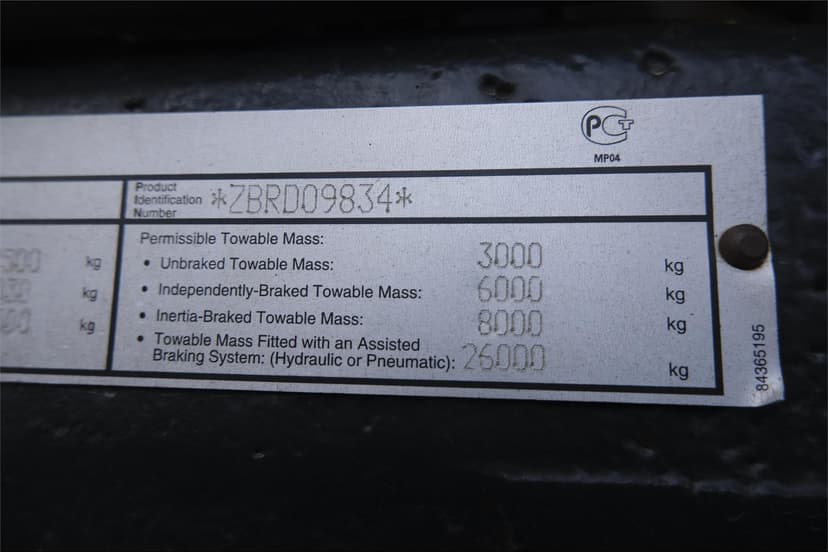 PCT
MP04
Product
Identification
Number
*ZBRD09834*
Permissible Towable Mass:
kg
• Unbraked Towable Mass: 3000 kg
kg
• Independently-Braked Towable Mass: 6000 kg
kg
• Inertia-Braked Towable Mass: 8000 kg
• Towable Mass Fitted with an Assisted
Braking System: (Hydraulic or Pneumatic): 26000 kg
84365195